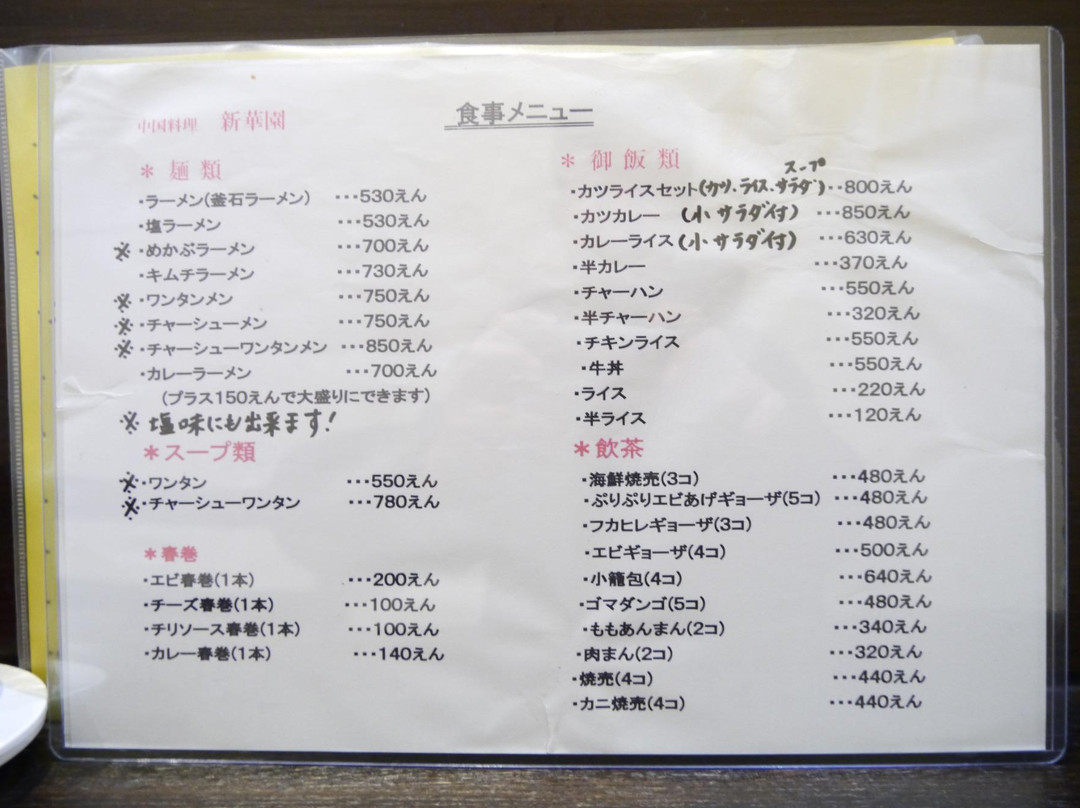 食事メニュー
中国料理 新華園
＊ 麺類
・ラーメン(釜石ラーメン) ･･･530えん
・塩ラーメン ･･･530えん
※・めかぶラーメン ･･･700えん
・キムチラーメン ･･･730えん
※・ワンタンメン ･･･750えん
※・チャーシューメン ･･･750えん
※・チャーシューワンタンメン ･･･850えん
・カレーラーメン ･･･700えん
(プラス150えんで大盛りにできます)
※ 塩味にも出来ます!
＊スープ類
※・ワンタン ･･･550えん
※・チャーシューワンタン ･･･780えん
＊春巻
・エビ春巻(1本) ･･･200えん
・チーズ春巻(1本) ･･･100えん
・チリソース春巻(1本) ･･･100えん
・カレー春巻(1本) ･･･140えん
＊ 御飯類
スープ
・カツライスセット(カツ、ライス、サラダ)･･800えん
・カツカレー (小サラダ付) ･･･850えん
・カレーライス(小サラダ付) ･･･630えん
・半カレー ･･･370えん
・チャーハン ･･･550えん
・半チャーハン ･･･320えん
・チキンライス ･･･550えん
・牛丼 ･･･550えん
・ライス ･･･220えん
・半ライス ･･･120えん
＊飲茶
・海鮮焼売(3コ) ･･･480えん
・ぷりぷりエビあげギョーザ(5コ) ･･･480えん
・フカヒレギョーザ(3コ) ･･･480えん
・エビギョーザ(4コ) ･･･500えん
・小籠包(4コ) ･･･640えん
・ゴマダンゴ(5コ) ･･･480えん
・ももあんまん(2コ) ･･･340えん
・肉まん(2コ) ･･･320えん
・焼売(4コ) ･･･440えん
・カニ焼売(4コ) ･･･440えん